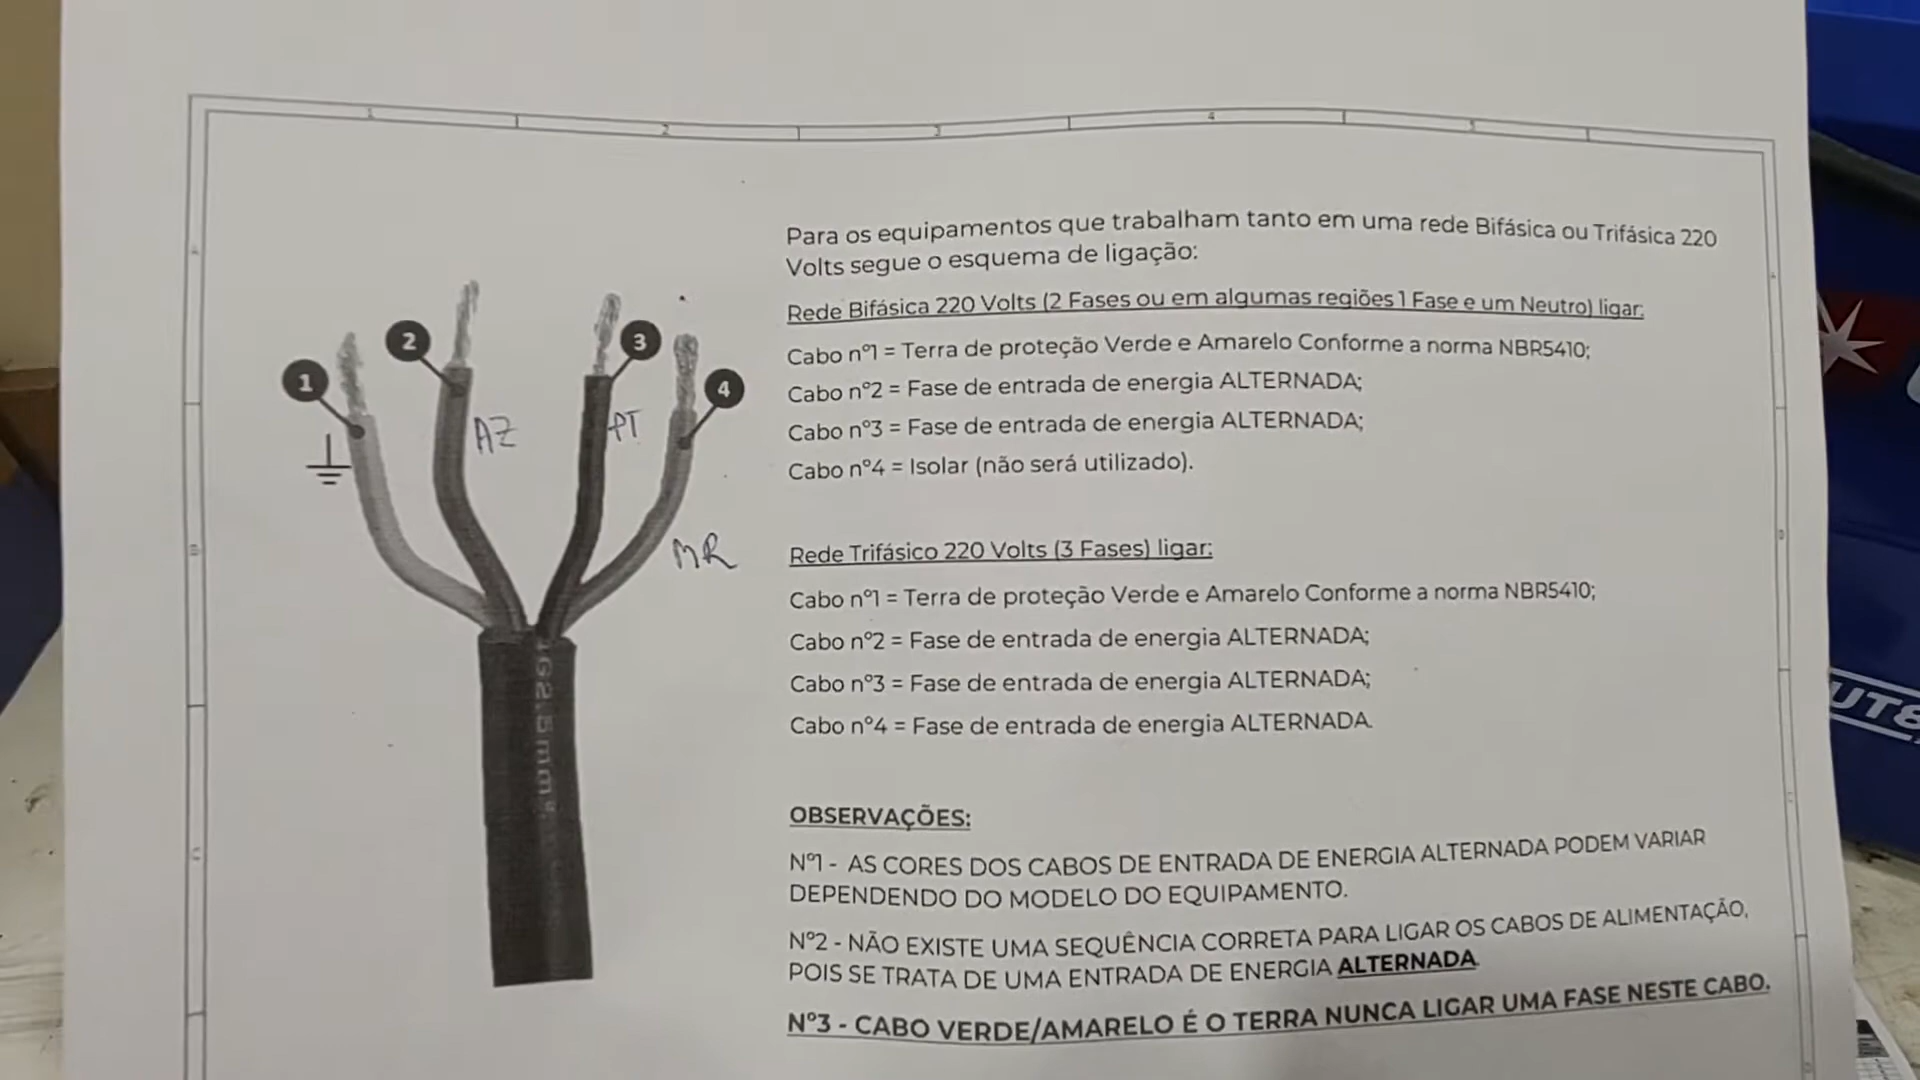 1 2 3 4 5
Para os equipamentos que trabalham tanto em uma rede Bifásica ou Trifásica 220
Volts segue o esquema de ligação:
Rede Bifásica 220 Volts (2 Fases ou em algumas regiões 1 Fase e um Neutro) ligar:
Cabo nº1 = Terra de proteção Verde e Amarelo Conforme a norma NBR5410;
Cabo nº2 = Fase de entrada de energia ALTERNADA;
Cabo nº3 = Fase de entrada de energia ALTERNADA;
Cabo nº4 = Isolar (não será utilizado).
Rede Trifásico 220 Volts (3 Fases) ligar:
Cabo nº1 = Terra de proteção Verde e Amarelo Conforme a norma NBR5410;
Cabo nº2 = Fase de entrada de energia ALTERNADA;
Cabo nº3 = Fase de entrada de energia ALTERNADA;
Cabo nº4 = Fase de entrada de energia ALTERNADA.
OBSERVAÇÕES:
Nº1 - AS CORES DOS CABOS DE ENTRADA DE ENERGIA ALTERNADA PODEM VARIAR
DEPENDENDO DO MODELO DO EQUIPAMENTO.
Nº2 - NÃO EXISTE UMA SEQUÊNCIA CORRETA PARA LIGAR OS CABOS DE ALIMENTAÇÃO,
POIS SE TRATA DE UMA ENTRADA DE ENERGIA ALTERNADA
Nº3 - CABO VERDE/AMARELO É O TERRA NUNCA LIGAR UMA FASE NESTE CABO.
1
2
3
4
AZ
PT
MR
4G2.5mm²